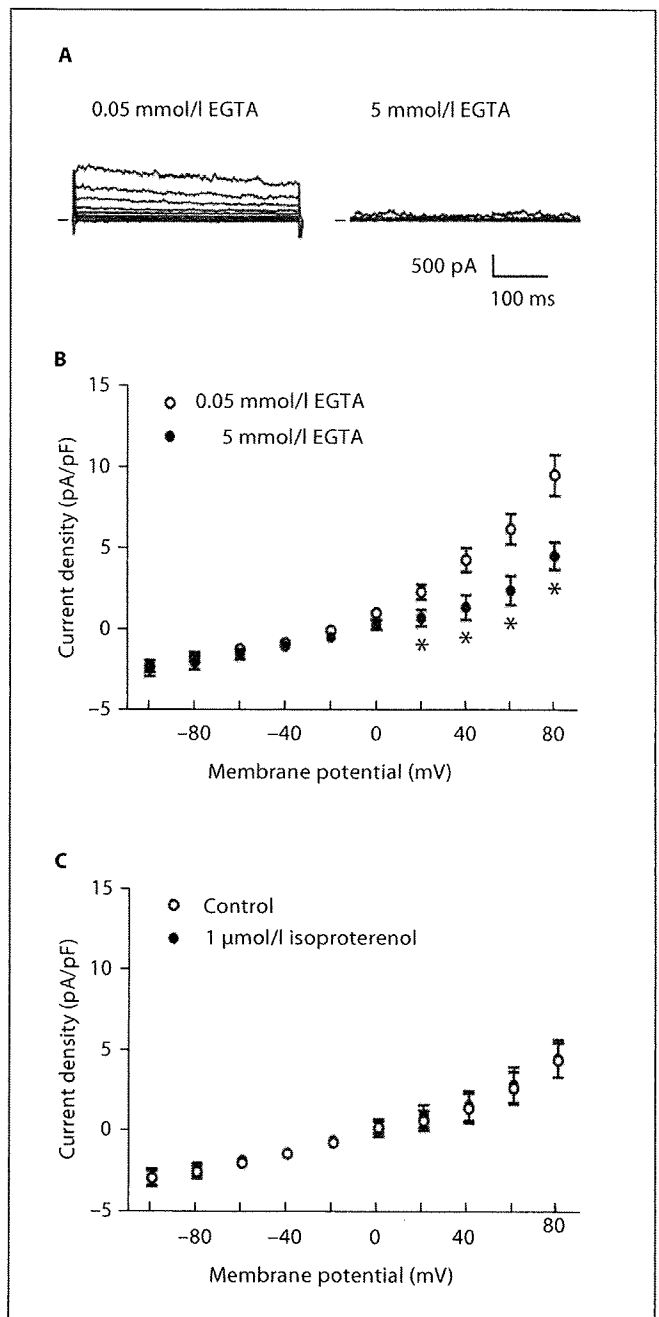 A
0.05 mmol/l EGTA 5 mmol/l EGTA
500 pA
100 ms
B
15
10
5
0
−5
Current density (pA/pF)
0.05 mmol/l EGTA
5 mmol/l EGTA
* * * *
−80 −40 0 40 80
Membrane potential (mV)
C
15
10
5
0
−5
Current density (pA/pF)
Control
1 µmol/l isoproterenol
−80 −40 0 40 80
Membrane potential (mV)